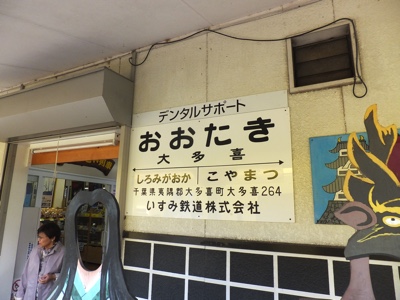 デンタルサポート
おおたき
大多喜
しろみがおか こやまつ
千葉県夷隅郡大多喜町大多喜264
いすみ鉄道株式会社